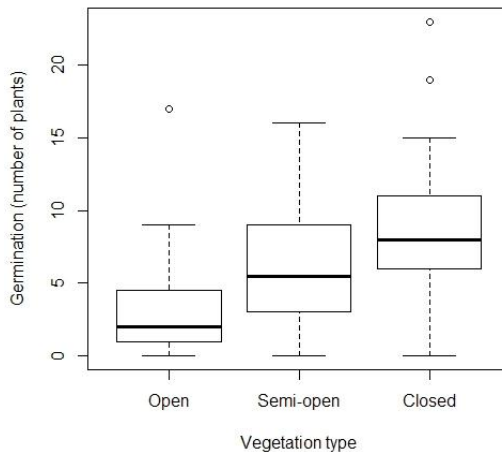 Germination (number of plants)
20
15
10
5
0
Open Semi-open Closed
Vegetation type